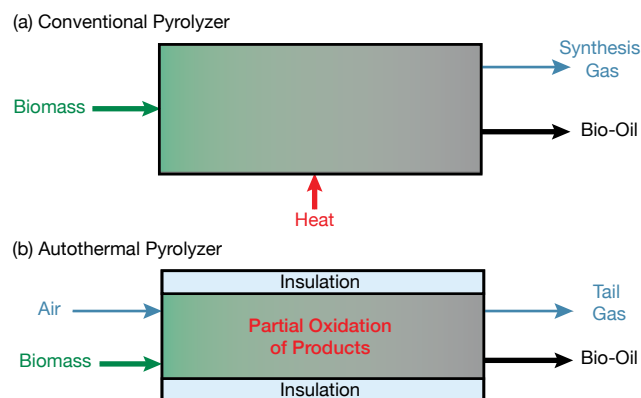 (a) Conventional Pyrolyzer
Synthesis
Gas
Biomass
Bio-Oil
Heat
(b) Autothermal Pyrolyzer
Insulation
Air
Tail
Gas
Partial Oxidation
of Products
Biomass
Bio-Oil
Insulation